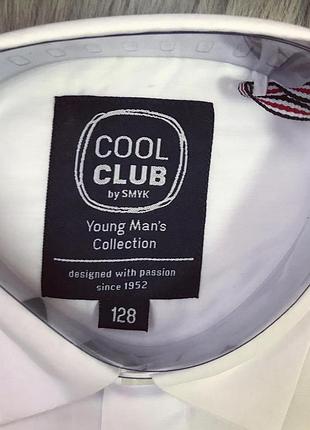 COOL
CLUB
by SMYK
Young Man's
Collection
designed with passion
since 1952
128